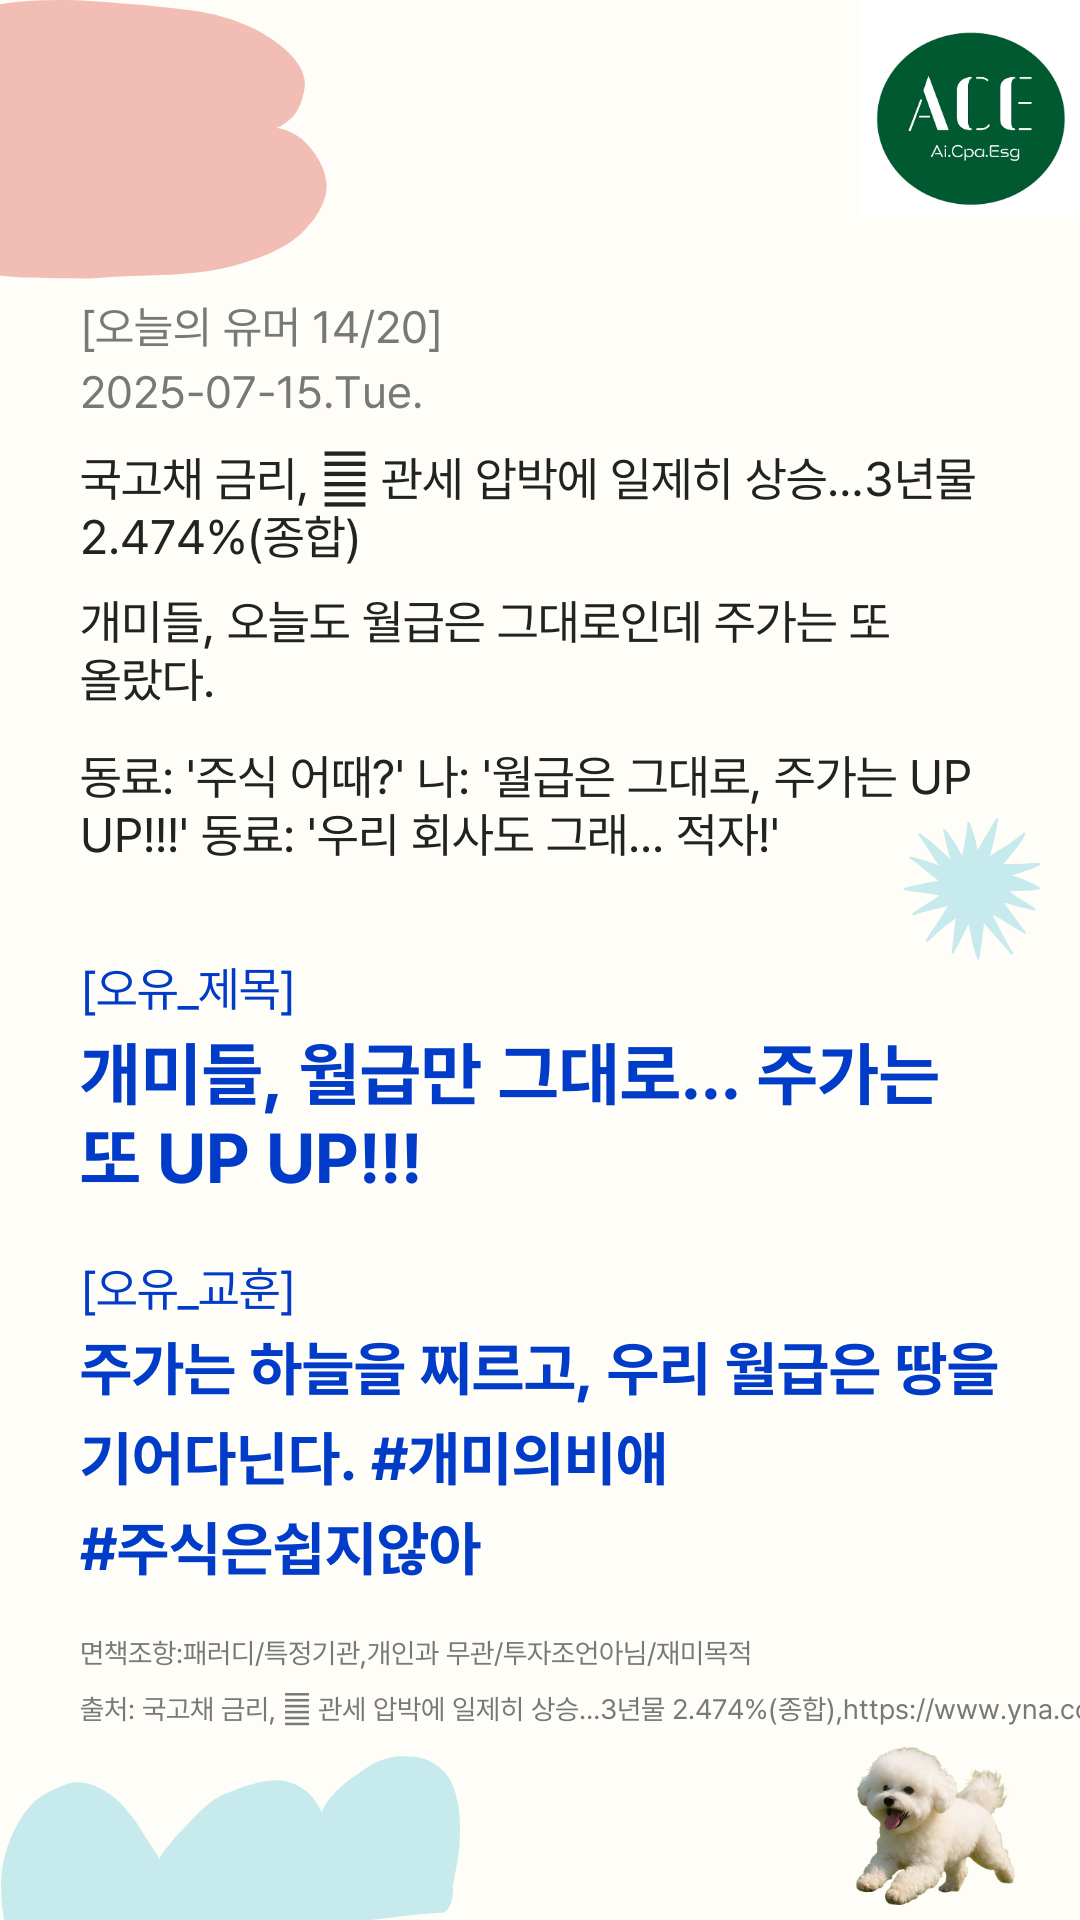 ACE
Ai.Cpa.Esg
[오늘의 유머 14/20]
2025-07-15.Tue.
국고채 금리, 관세 압박에 일제히 상승…3년물
2.474%(종합)
개미들, 오늘도 월급은 그대로인데 주가는 또
올랐다.
동료: '주식 어때?' 나: '월급은 그대로, 주가는 UP
UP!!!' 동료: '우리 회사도 그래... 적자!'
[오유_제목]
개미들, 월급만 그대로... 주가는
또 UP UP!!!
[오유_교훈]
주가는 하늘을 찌르고, 우리 월급은 땅을
기어다닌다. #개미의비애
#주식은쉽지않아
면책조항:패러디/특정기관,개인과 무관/투자조언아님/재미목적
출처: 국고채 금리, 관세 압박에 일제히 상승…3년물 2.474%(종합),https://www.yna.co